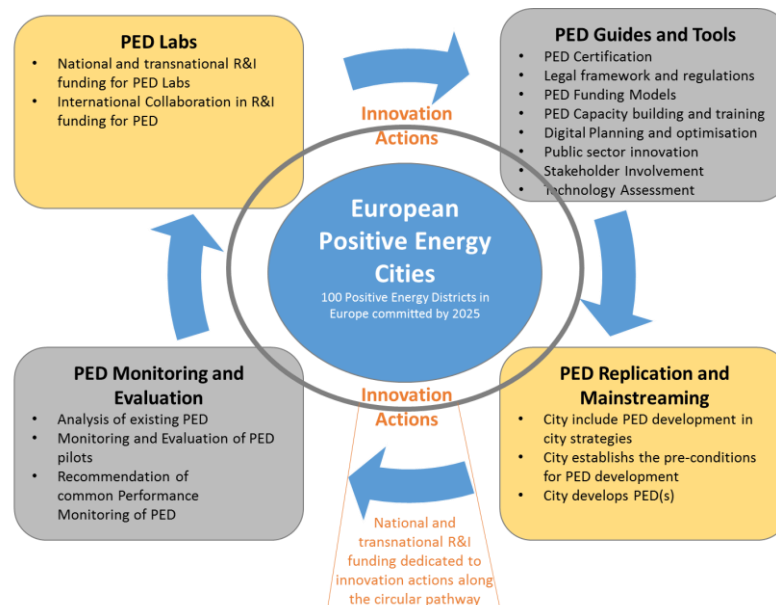 PED Labs
• National and transnational R&I
funding for PED Labs
• International Collaboration in R&I
funding for PED
PED Guides and Tools
• PED Certification
• Legal framework and regulations
• PED Funding Models
• PED Capacity building and training
• Digital Planning and optimisation
• Public sector innovation
• Stakeholder Involvement
• Technology Assessment
Innovation
Actions
European
Positive Energy
Cities
100 Positive Energy Districts in
Europe committed by 2025
PED Monitoring and
Evaluation
• Analysis of existing PED
• Monitoring and Evaluation of PED
pilots
• Recommendation of
common Performance
Monitoring of PED
Innovation
Actions
PED Replication and
Mainstreaming
• City include PED development in
city strategies
• City establishes the pre-conditions
for PED development
• City develops PED(s)
National and
transnational R&I
funding dedicated to
innovation actions along
the circular pathway